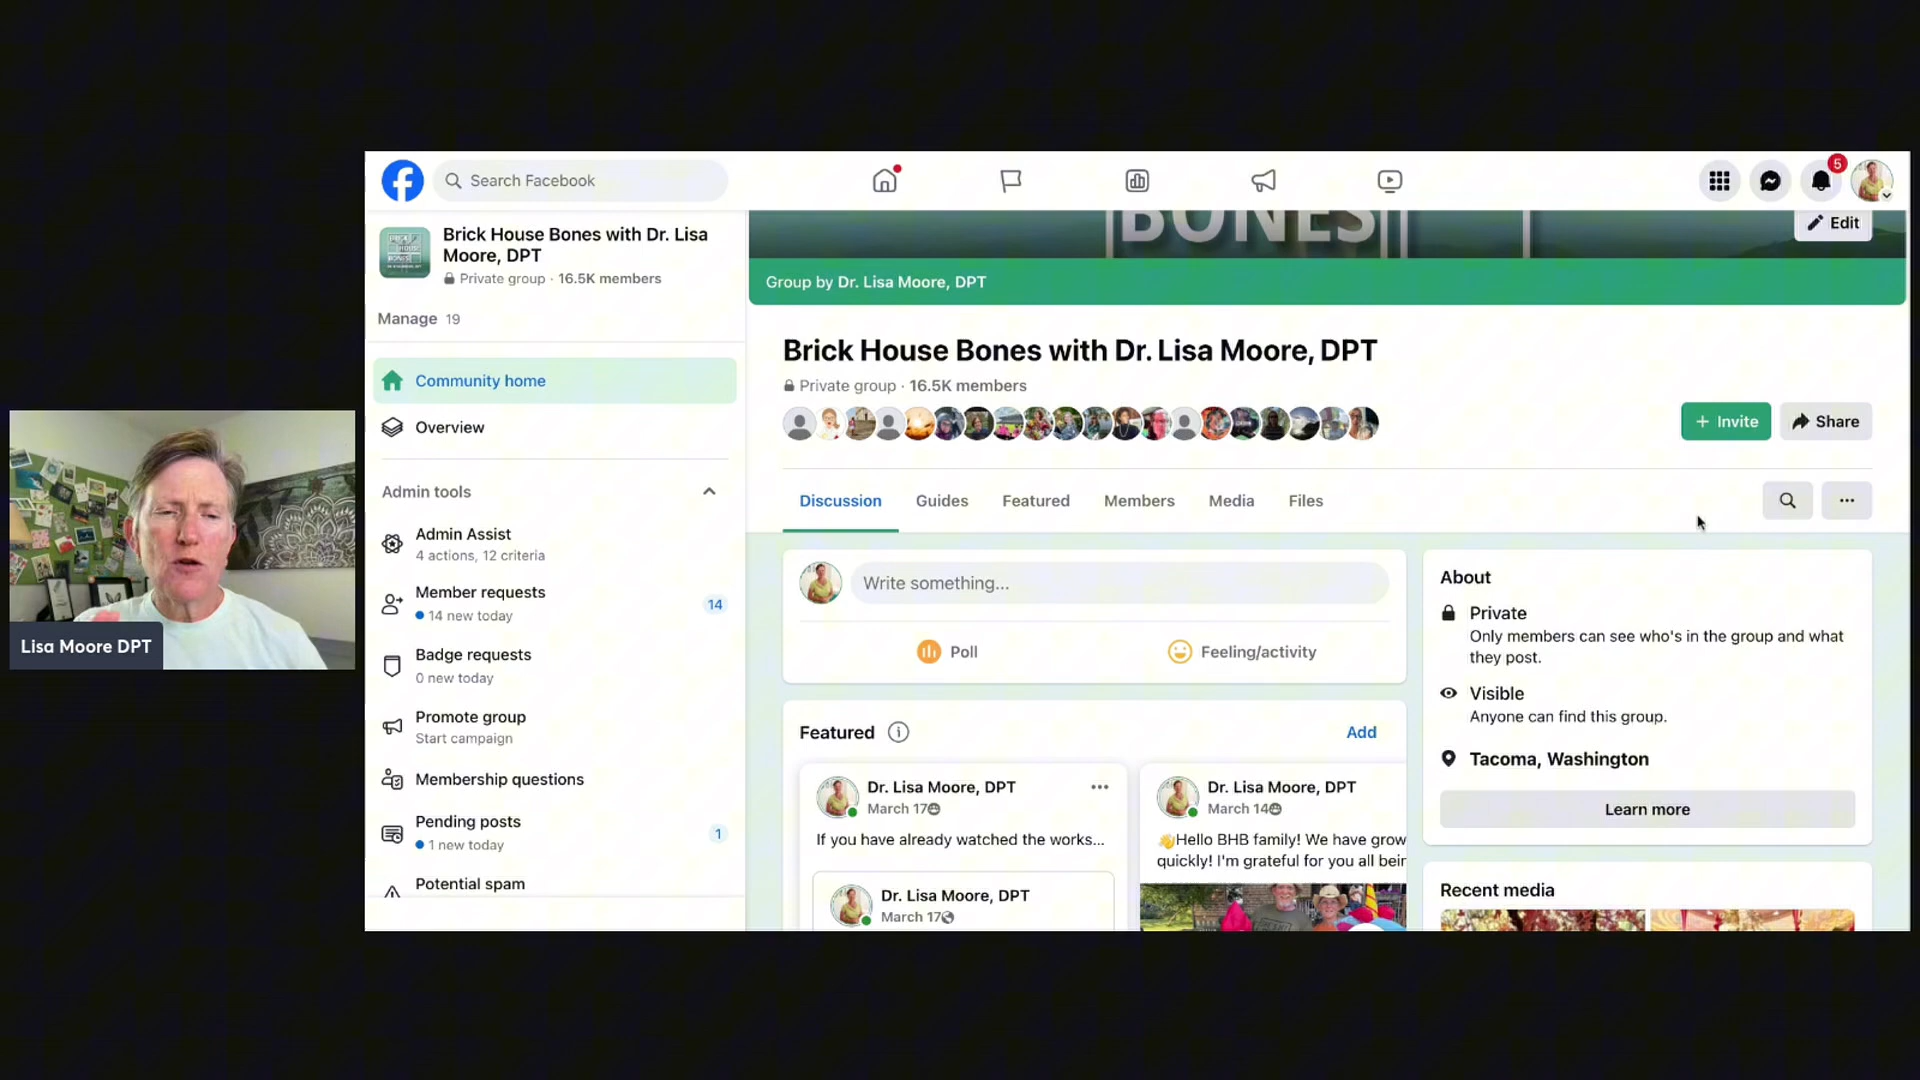 Search Facebook
5
Brick House Bones with Dr. Lisa
Moore, DPT
Private group · 16.5K members
Manage 19
Community home
Overview
Admin tools
Admin Assist
4 actions, 12 criteria
Member requests
14 new today
14
Badge requests
0 new today
Promote group
Start campaign
Membership questions
Pending posts
1 new today
1
Potential spam
BONES
Edit
Group by Dr. Lisa Moore, DPT
Brick House Bones with Dr. Lisa Moore, DPT
Private group · 16.5K members
+ Invite
Share
Discussion
Guides
Featured
Members
Media
Files
Write something...
Poll
Feeling/activity
Featured
Add
Dr. Lisa Moore, DPT
March 17
If you have already watched the works...
Dr. Lisa Moore, DPT
March 17
Dr. Lisa Moore, DPT
March 14
👋Hello BHB family! We have grow
quickly! I'm grateful for you all bein
About
Private
Only members can see who's in the group and what
they post.
Visible
Anyone can find this group.
Tacoma, Washington
Learn more
Recent media
Lisa Moore DPT